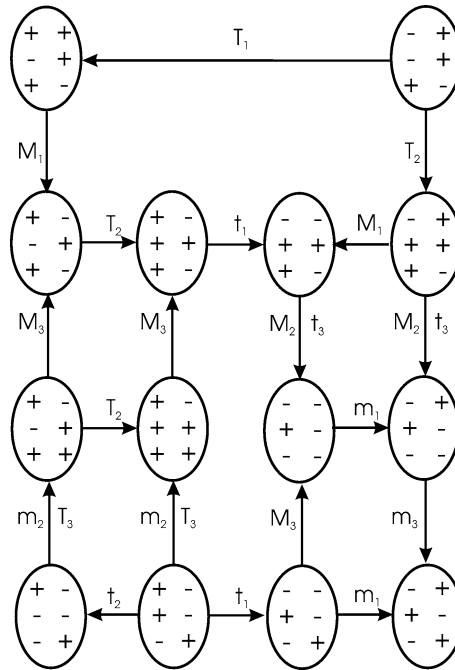 + + T₁ - +
- + - +
+ - + -
M₁ T₂
+ - T₂ + - t₁ - - M₁ - +
- + + + + + + +
+ - + - + - + -
M₃ M₃ M₂ t₃ M₂ t₃
+ - T₂ + - - - m₁ - +
- + + + + - + -
+ + + + - - - -
m₂ T₃ m₂ T₃ M₃ m₃
+ - t₂ + - t₁ - - m₁ - +
- - + - + - + -
- + - + - + - +